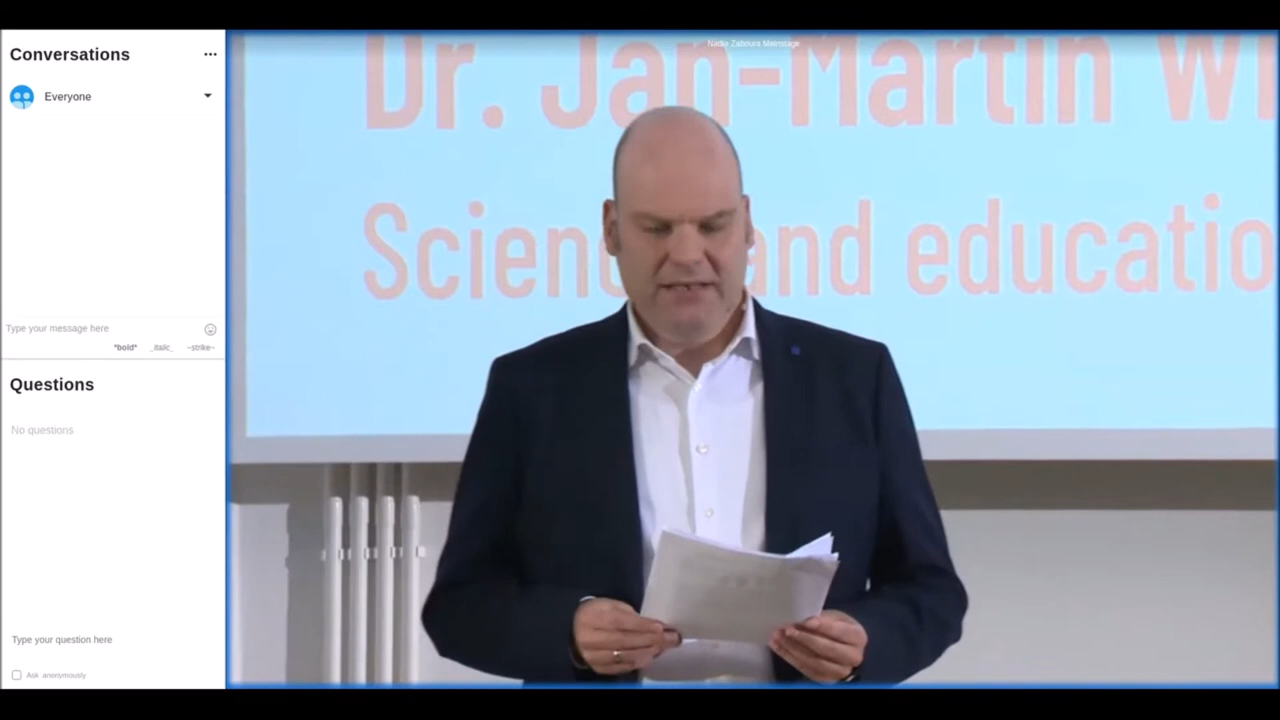 Conversations
Everyone
Type your message here
*bold* _italic_ ~strike~
Questions
No questions
Type your question here
Ask anonymously
Nadia Zaboura Mainstage
Dr. Jan-Martin Wi
Scien and educatio